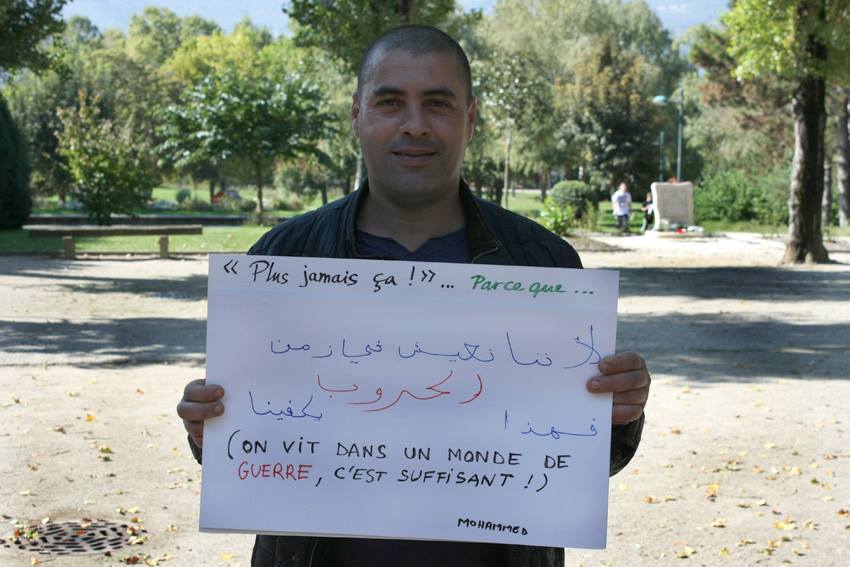 « Plus jamais ça ! »... Parce que ...
لأننا نعيش في زمن
الحروب
فهذا يكفينا
(ON VIT DANS UN MONDE DE
GUERRE, C'EST SUFFISANT !)
MOHAMMED